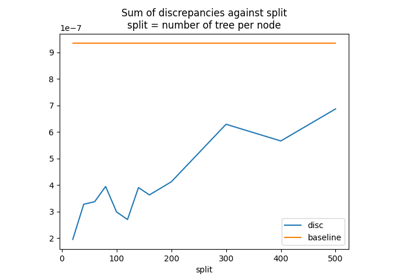 Sum of discrepancies against split
split = number of tree per node
1e−7
9
8
7
6
5
4
3
2
0
100
200
300
400
500
split
disc
baseline